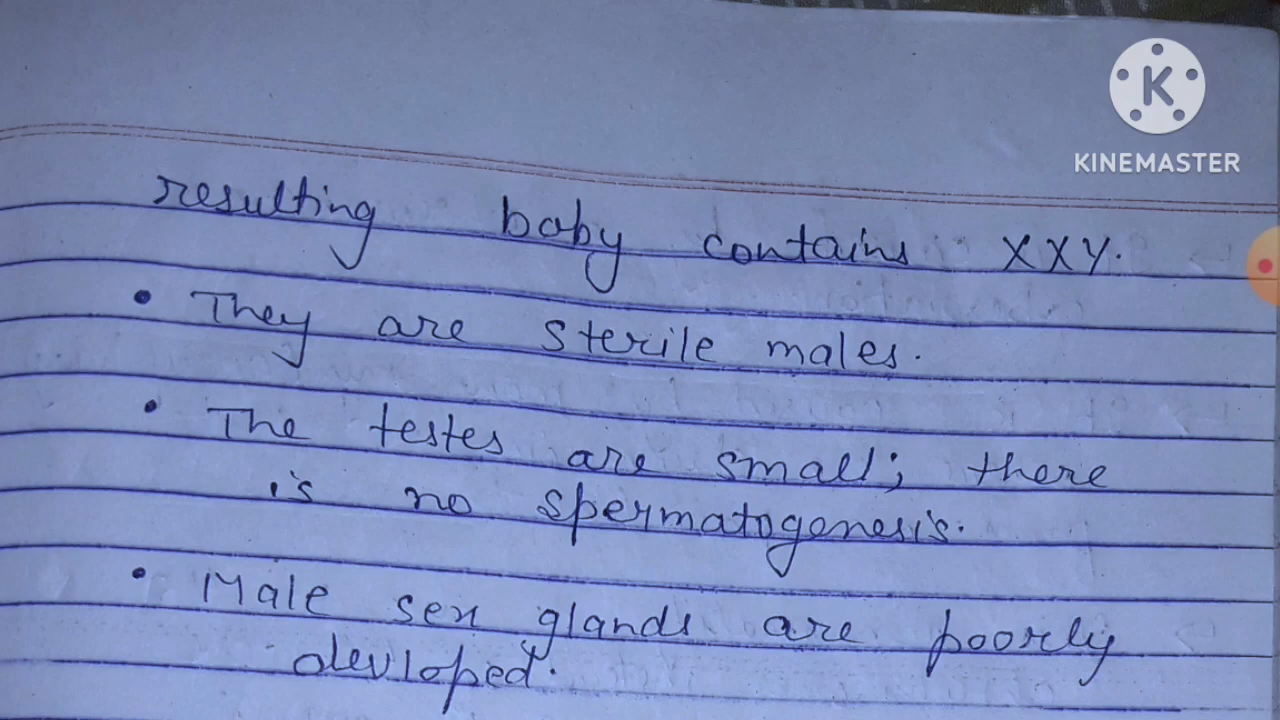 KINEMASTER
resulting baby contains XXY.
• They are sterile males.
• The testes are small; there
is no spermatogenesis.
• Male sex glands are poorly
devloped.